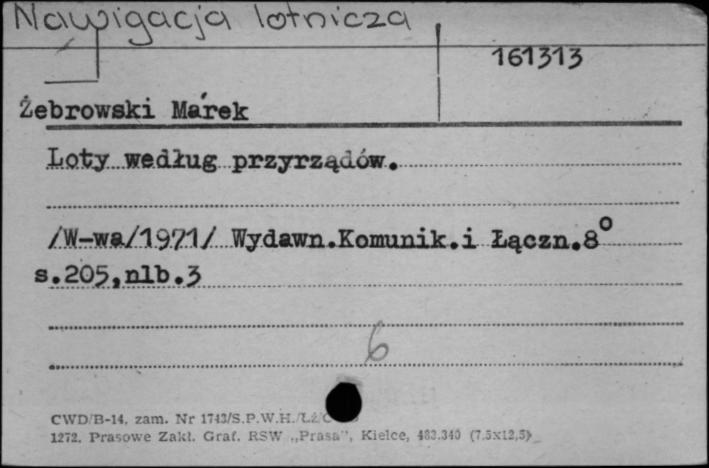 Nawigacja lotnicza
161313
Żebrowski Marek
Loty według przyrządów.
/W-wa/1971/ Wydawn.Komunik.i Łączn.8°
s.205,nlb.3
6
CWD/B-14, zam. Nr 1743/S.P.W.H./Łź/
1272. Prasowe Zakł. Graf. RSW „Prasa", Kielce, 483.340 (7.5x12,5)